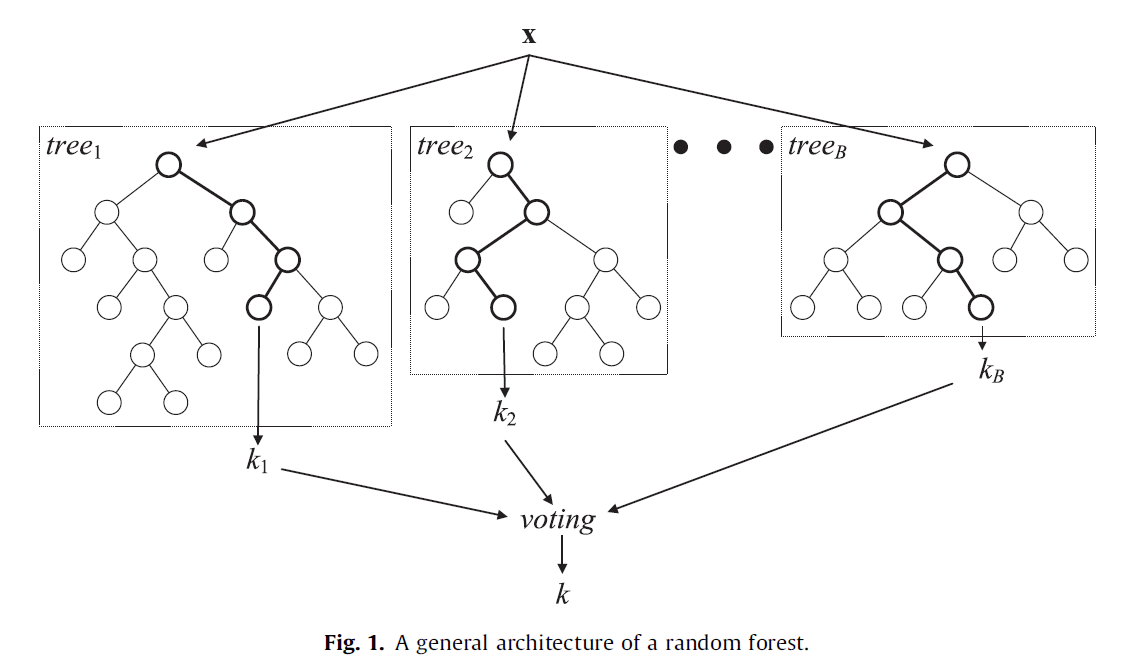 x
tree1
tree2
treeB
kB
k2
k1
voting
k
Fig. 1. A general architecture of a random forest.